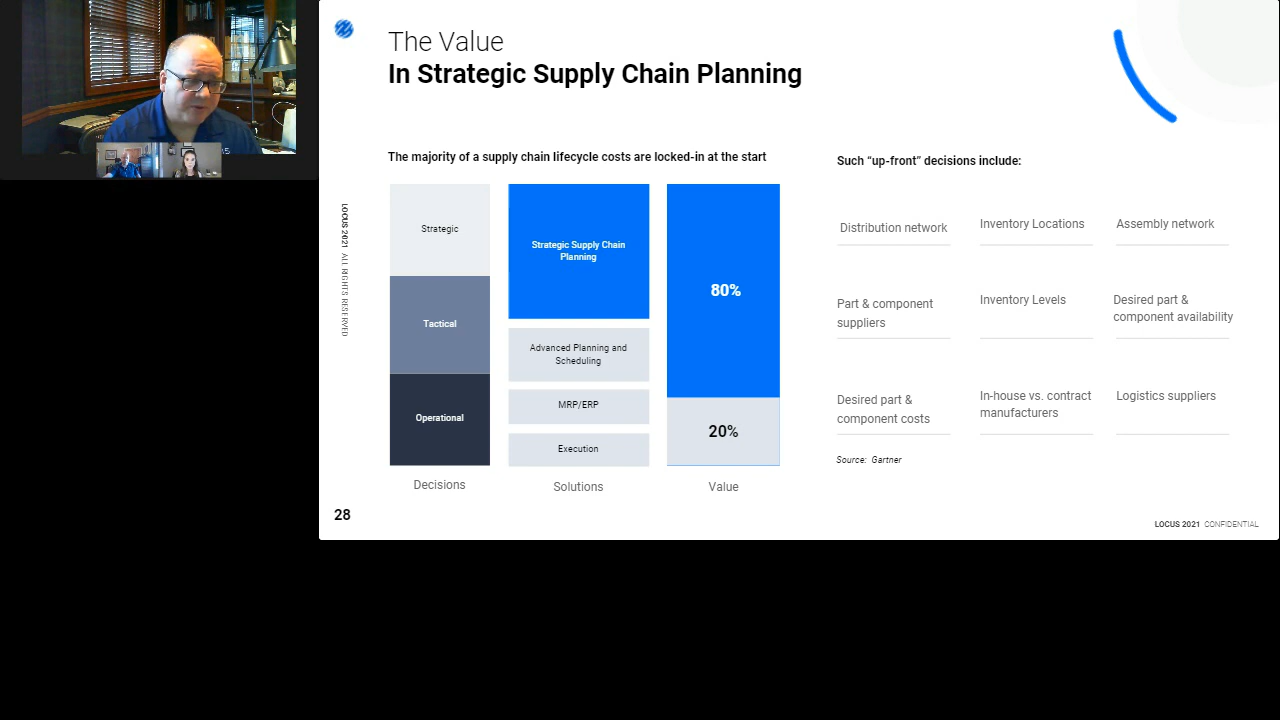 The Value
In Strategic Supply Chain Planning
The majority of a supply chain lifecycle costs are locked-in at the start
Strategic
Tactical
Operational
Decisions
Strategic Supply Chain
Planning
Advanced Planning and
Scheduling
MRP/ERP
Execution
Solutions
80%
20%
Value
Such “up-front” decisions include:
Distribution network
Inventory Locations
Assembly network
Part & component
suppliers
Inventory Levels
Desired part &
component availability
Desired part &
component costs
In-house vs. contract
manufacturers
Logistics suppliers
Source: Gartner
LOCUS 2021 ALL RIGHTS RESERVED
28
LOCUS 2021 CONFIDENTIAL